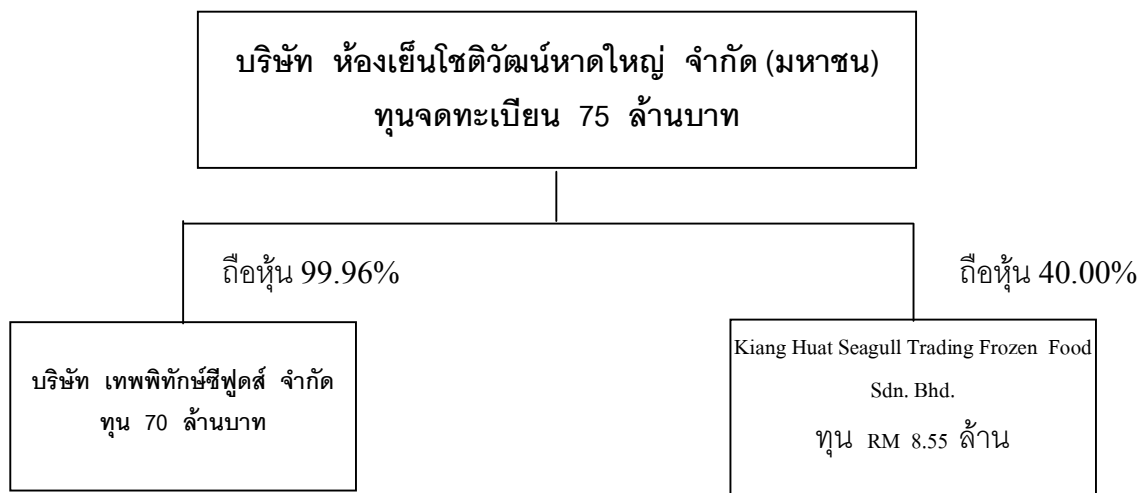 บริษัท ห้องเย็นโชติวัฒน์หาดใหญ่ จำกัด (มหาชน)
ทุนจดทะเบียน 75 ล้านบาท
ถือหุ้น 99.96%
ถือหุ้น 40.00%
บริษัท เทพพิทักษ์ซีฟูดส์ จำกัด
ทุน 70 ล้านบาท
Kiang Huat Seagull Trading Frozen Food
Sdn. Bhd.
ทุน RM 8.55 ล้าน